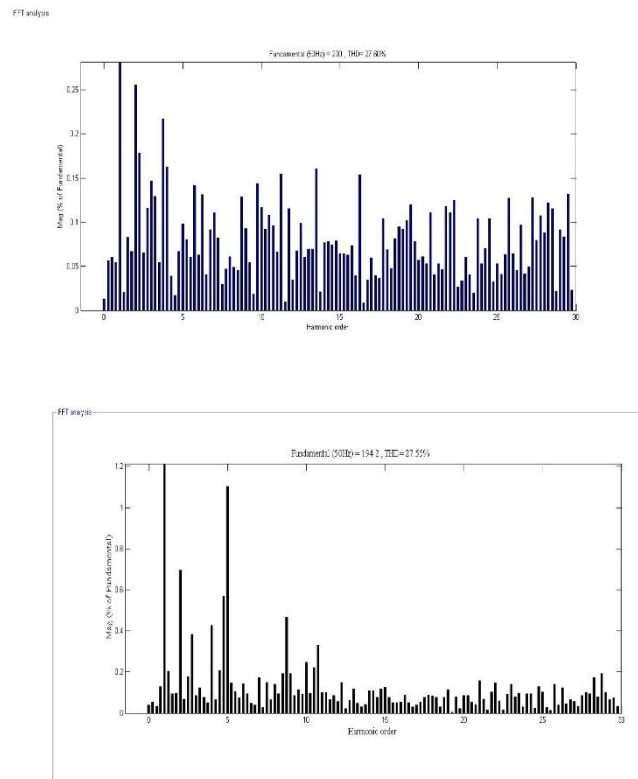 FFT analysis
Fundamental (50Hz) = 200 , THD= 27.60%
Mag (% of Fundamental)
0.25
0.2
0.15
0.1
0.05
0
0 5 10 15 20 25 30
Harmonic order
FFT analysis
Fundamental (50Hz) = 194.2 , THD= 27.55%
Mag (% of Fundamental)
1.2
1
0.8
0.6
0.4
0.2
0
0 5 10 15 20 25 30
Harmonic order